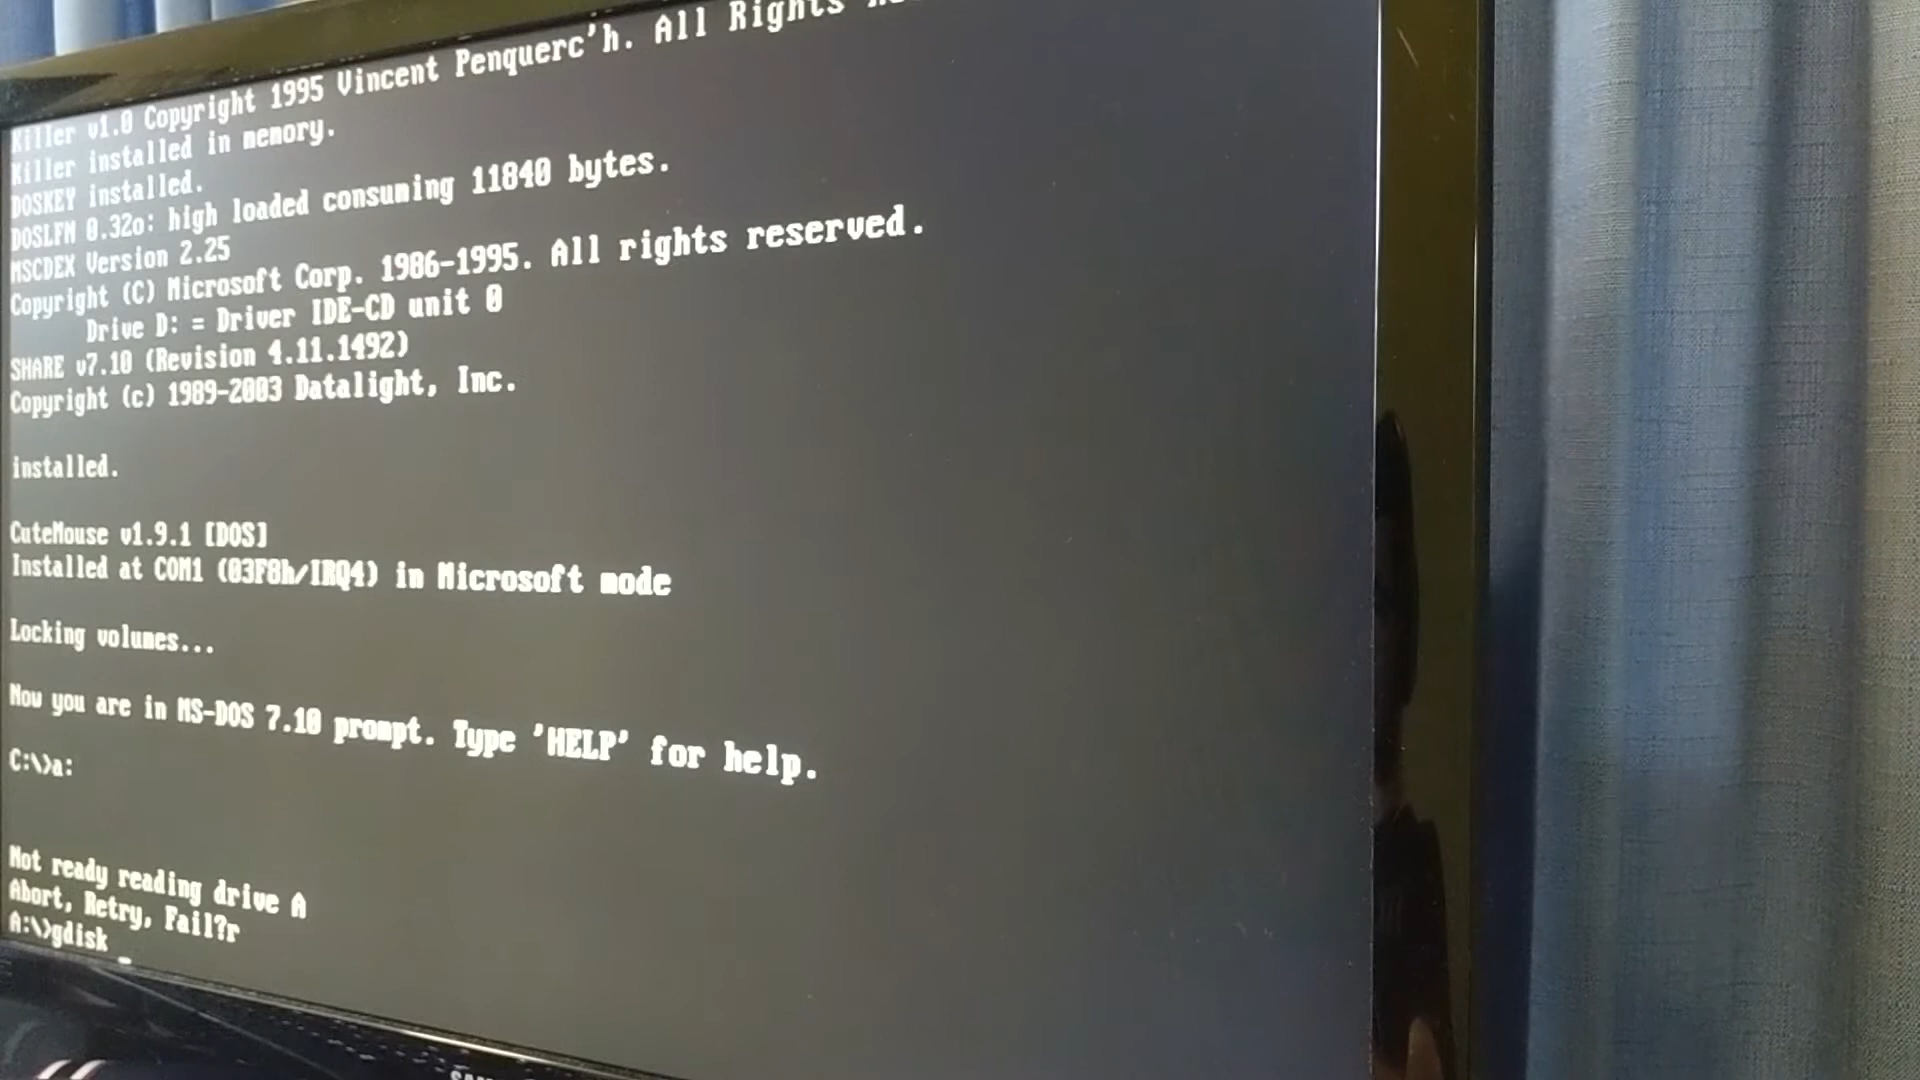 Killer v1.0 Copyright 1995 Vincent Penquerc'h. All Rights
Killer installed in memory.
DOSKEY installed.
DOSLFM 0.32o: high loaded consuming 11840 bytes.
MSCDEX Version 2.25
Copyright (C) Microsoft Corp. 1986-1995. All rights reserved.
Drive D: = Driver IDE-CD unit 0
SHARE v7.10 (Revision 4.11.1492)
Copyright (c) 1989-2003 Datalight, Inc.
installed.
CuteMouse v1.9.1 [DOS]
Installed at COM1 (03F8h/IRQ4) in Microsoft mode
Locking volumes...
Now you are in MS-DOS 7.10 prompt. Type 'HELP' for help.
C:\>a:
Not ready reading drive A
Abort, Retry, Fail?r
A:\>gdisk